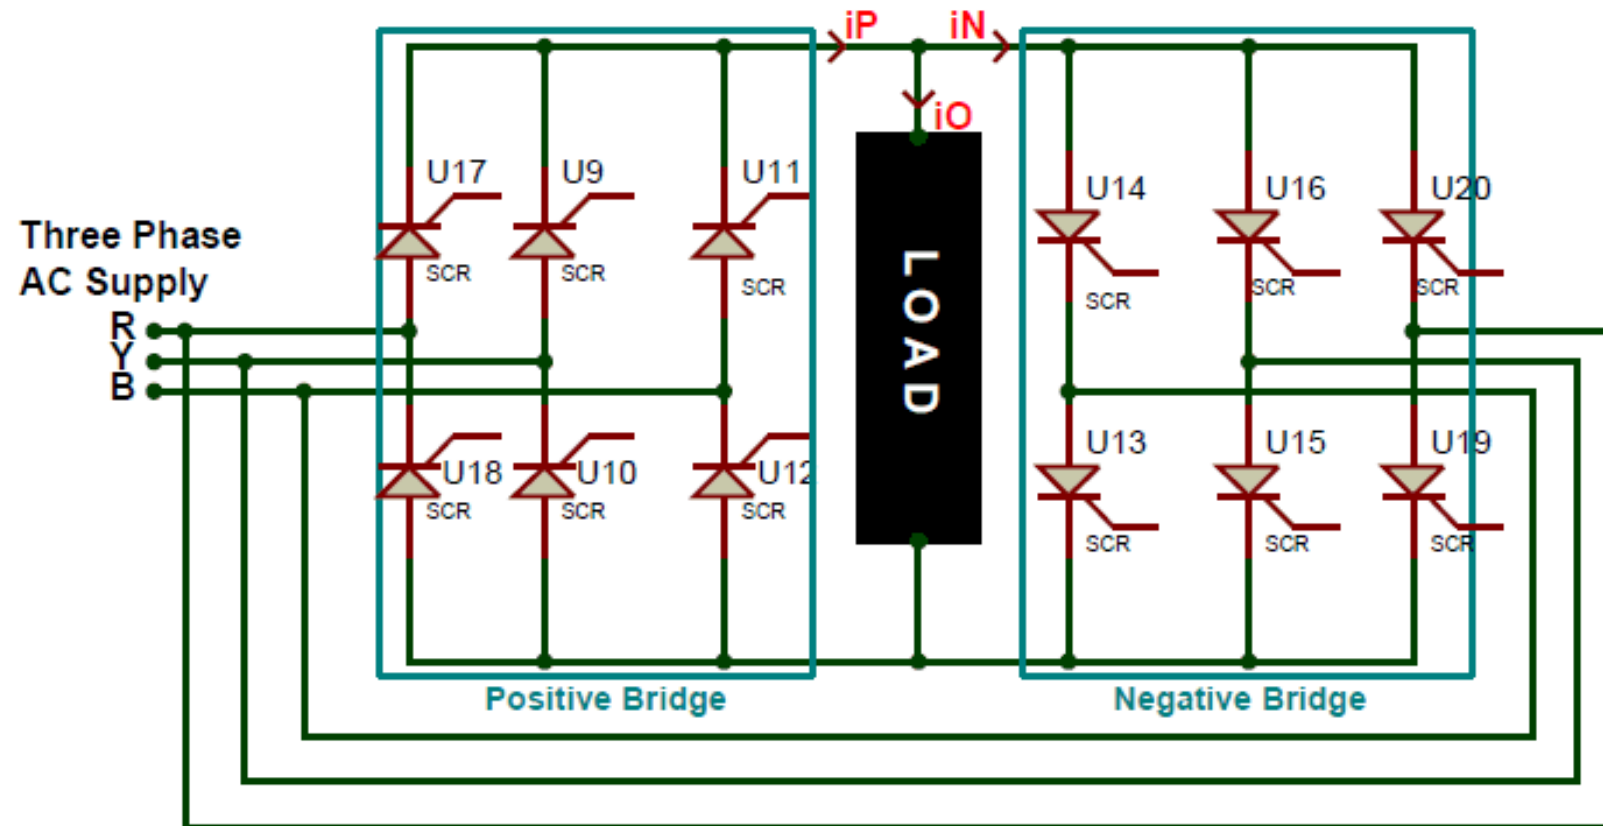 iP
iN
iO
U17
U9
U11
U14
U16
U20
SCR
SCR
SCR
SCR
SCR
SCR
Three Phase
AC Supply
R
Y
B
LOAD
U18
U10
U12
U13
U15
U19
SCR
SCR
SCR
SCR
SCR
SCR
Positive Bridge
Negative Bridge